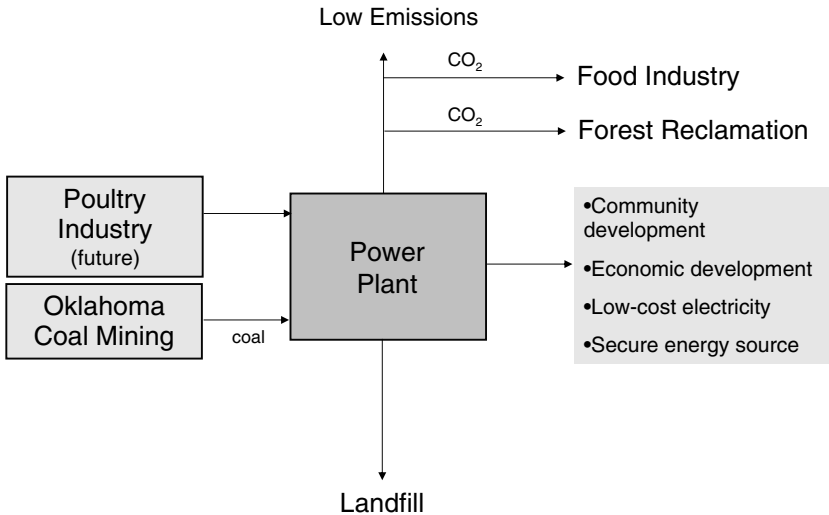 Low Emissions
CO₂
Food Industry
CO₂
Forest Reclamation
Poultry
Industry
(future)
Oklahoma
Coal Mining
coal
Power
Plant
•Community
development
•Economic development
•Low-cost electricity
•Secure energy source
Landfill